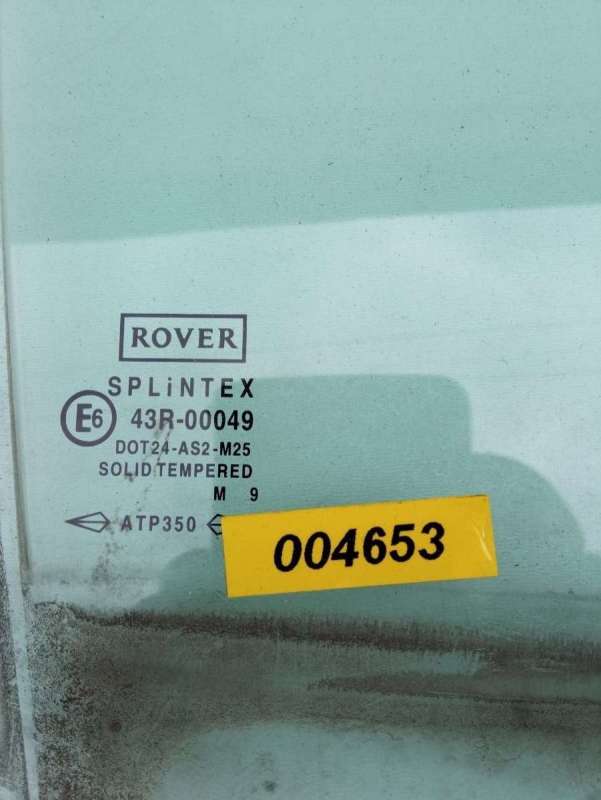 ROVER
SPLiNTEX
E6 43R-00049
DOT24-AS2-M25
SOLID TEMPERED
M 9
ATP350
004653